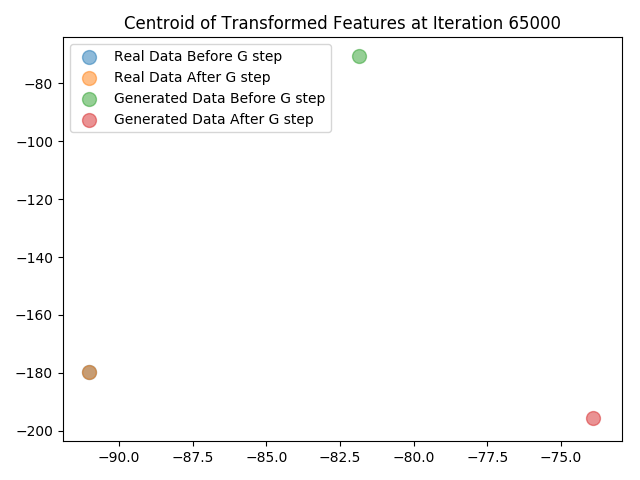 Centroid of Transformed Features at Iteration 65000
Real Data Before G step
Real Data After G step
Generated Data Before G step
Generated Data After G step
−80
−100
−120
−140
−160
−180
−200
−90.0 −87.5 −85.0 −82.5 −80.0 −77.5 −75.0